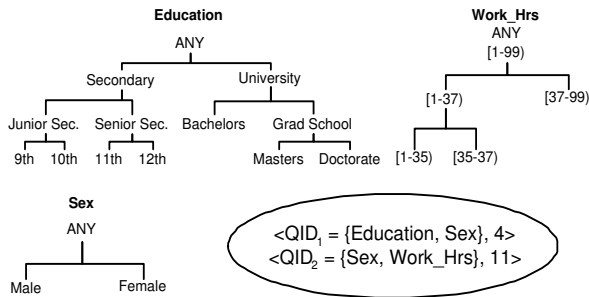 Education
ANY
Secondary University
Junior Sec. Senior Sec. Bachelors Grad School
9th 10th 11th 12th Masters Doctorate
Work_Hrs
ANY
[1-99)
[1-37) [37-99)
[1-35) [35-37)
Sex
ANY
Male Female
<QID₁ = {Education, Sex}, 4>
<QID₂ = {Sex, Work_Hrs}, 11>